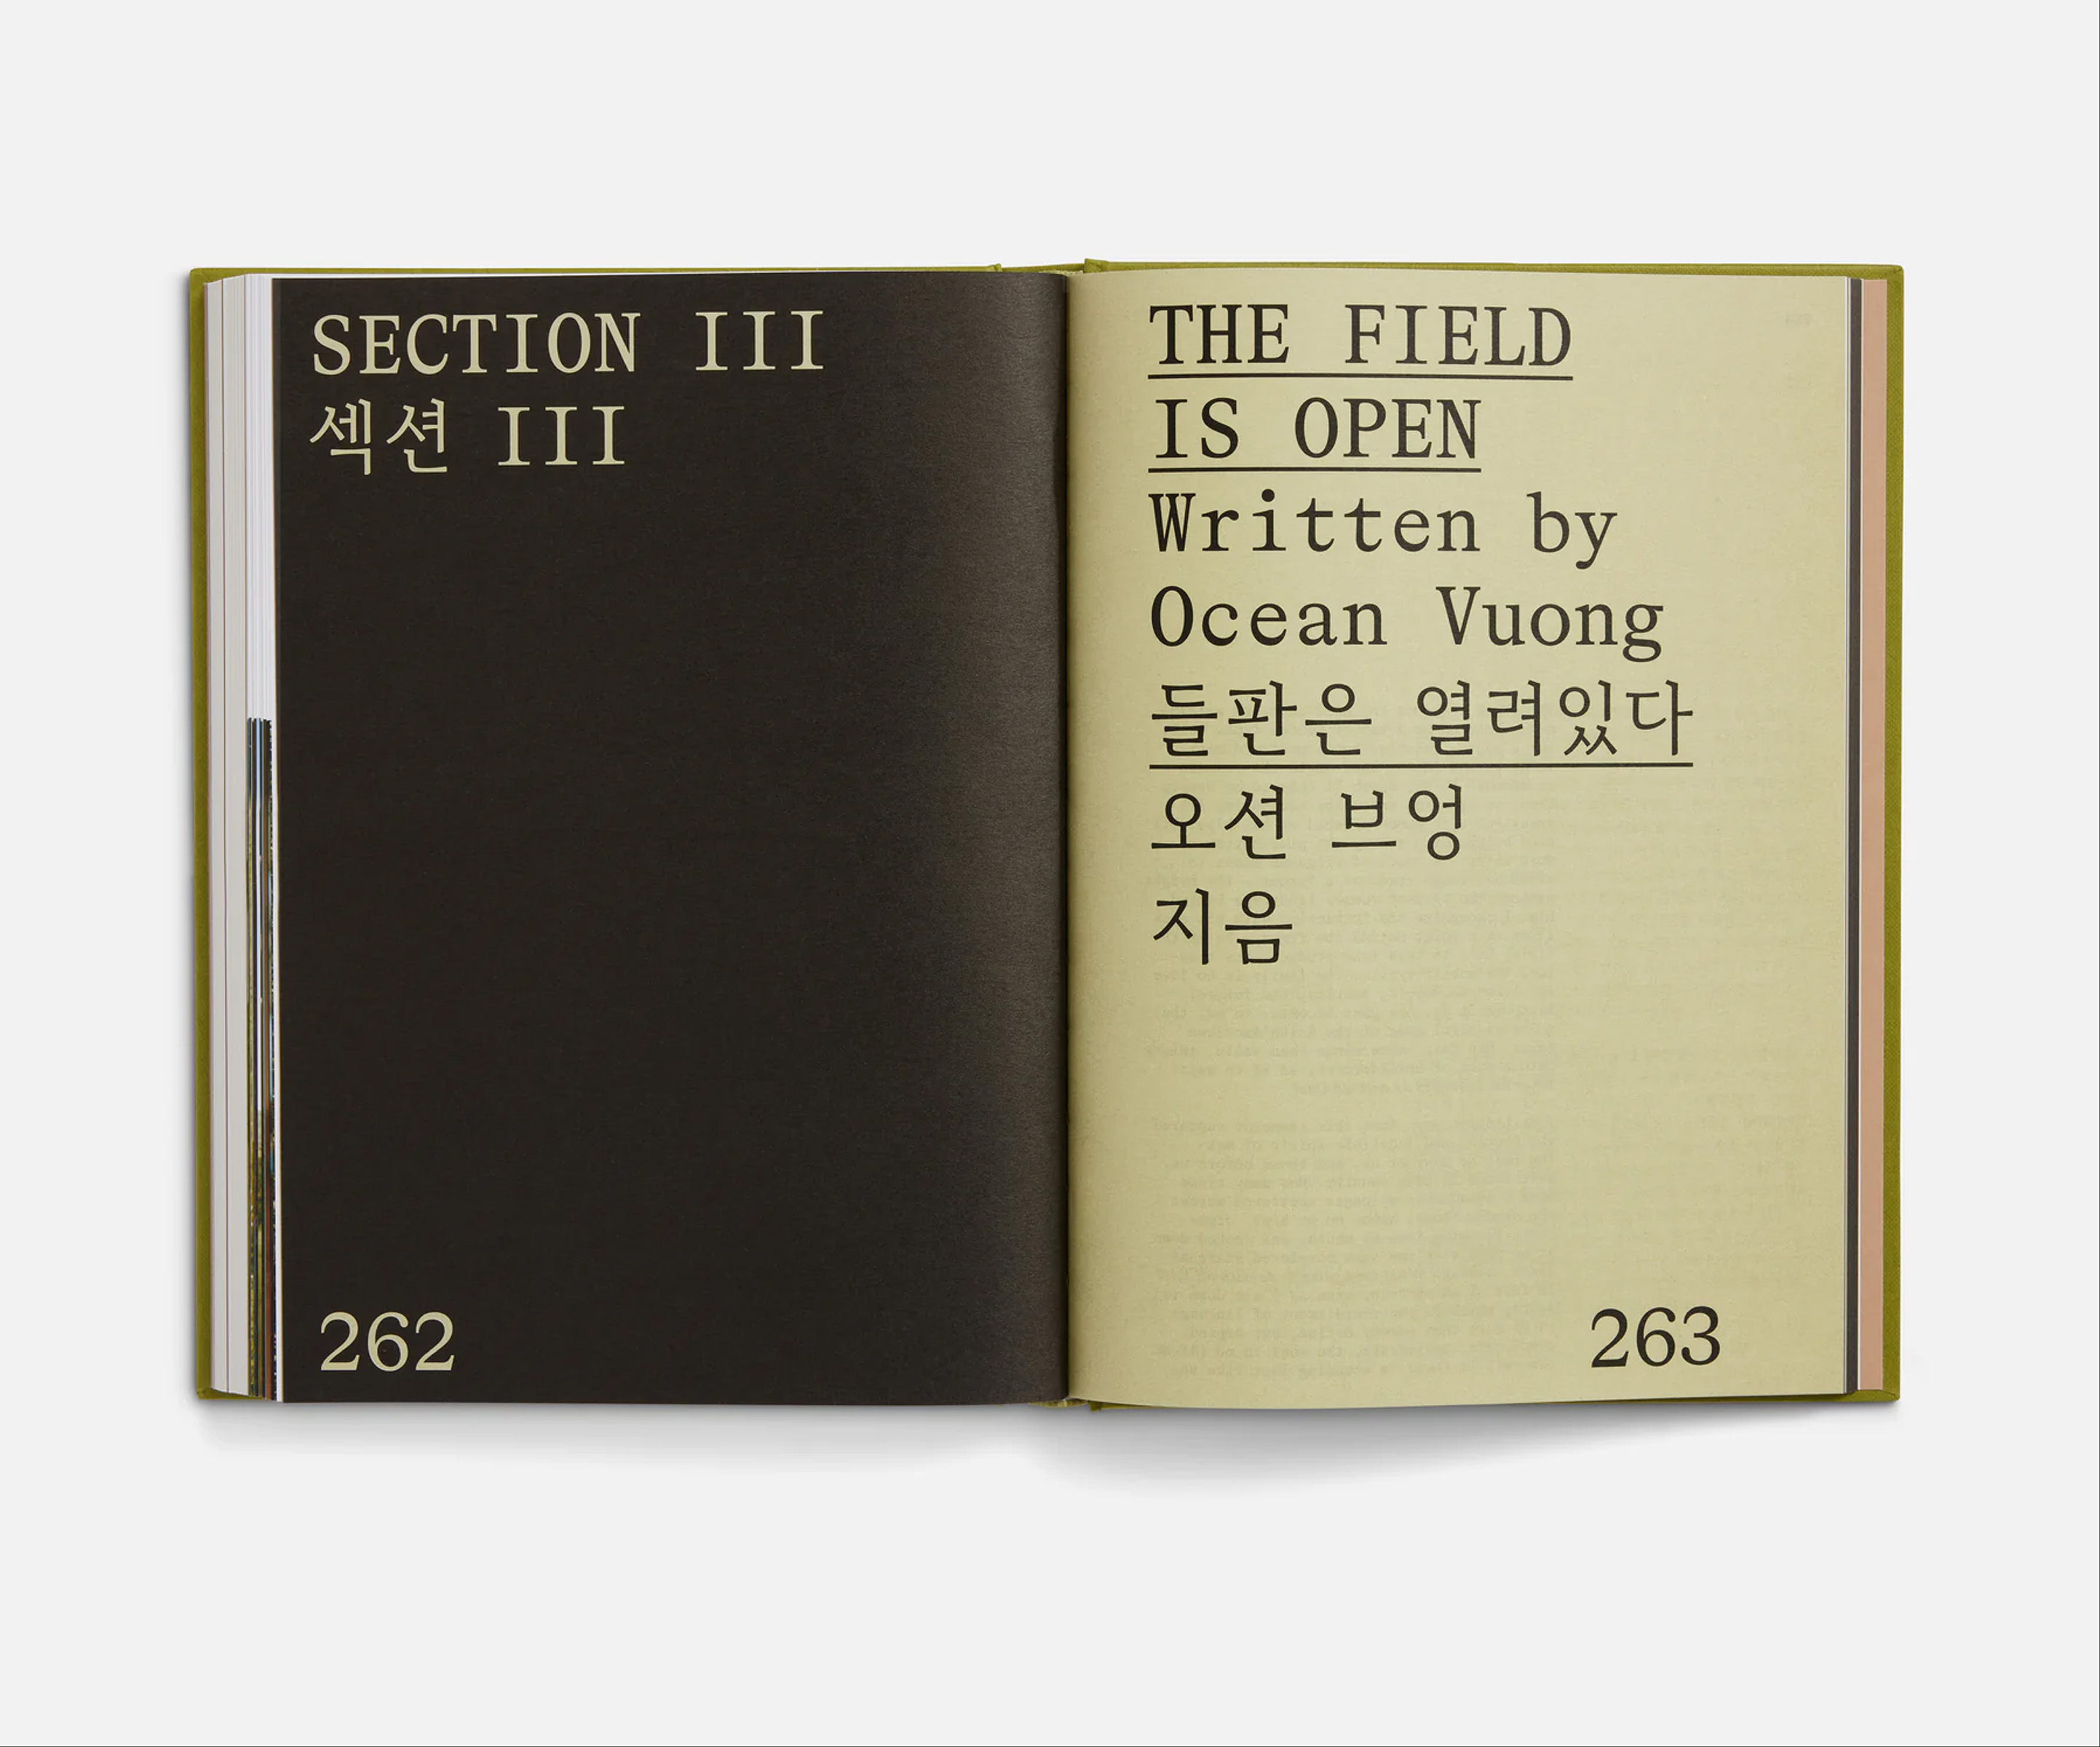 SECTION III
섹션 III
262
THE FIELD
IS OPEN
Written by
Ocean Vuong
들판은 열려있다
오션 브엉
지음
263